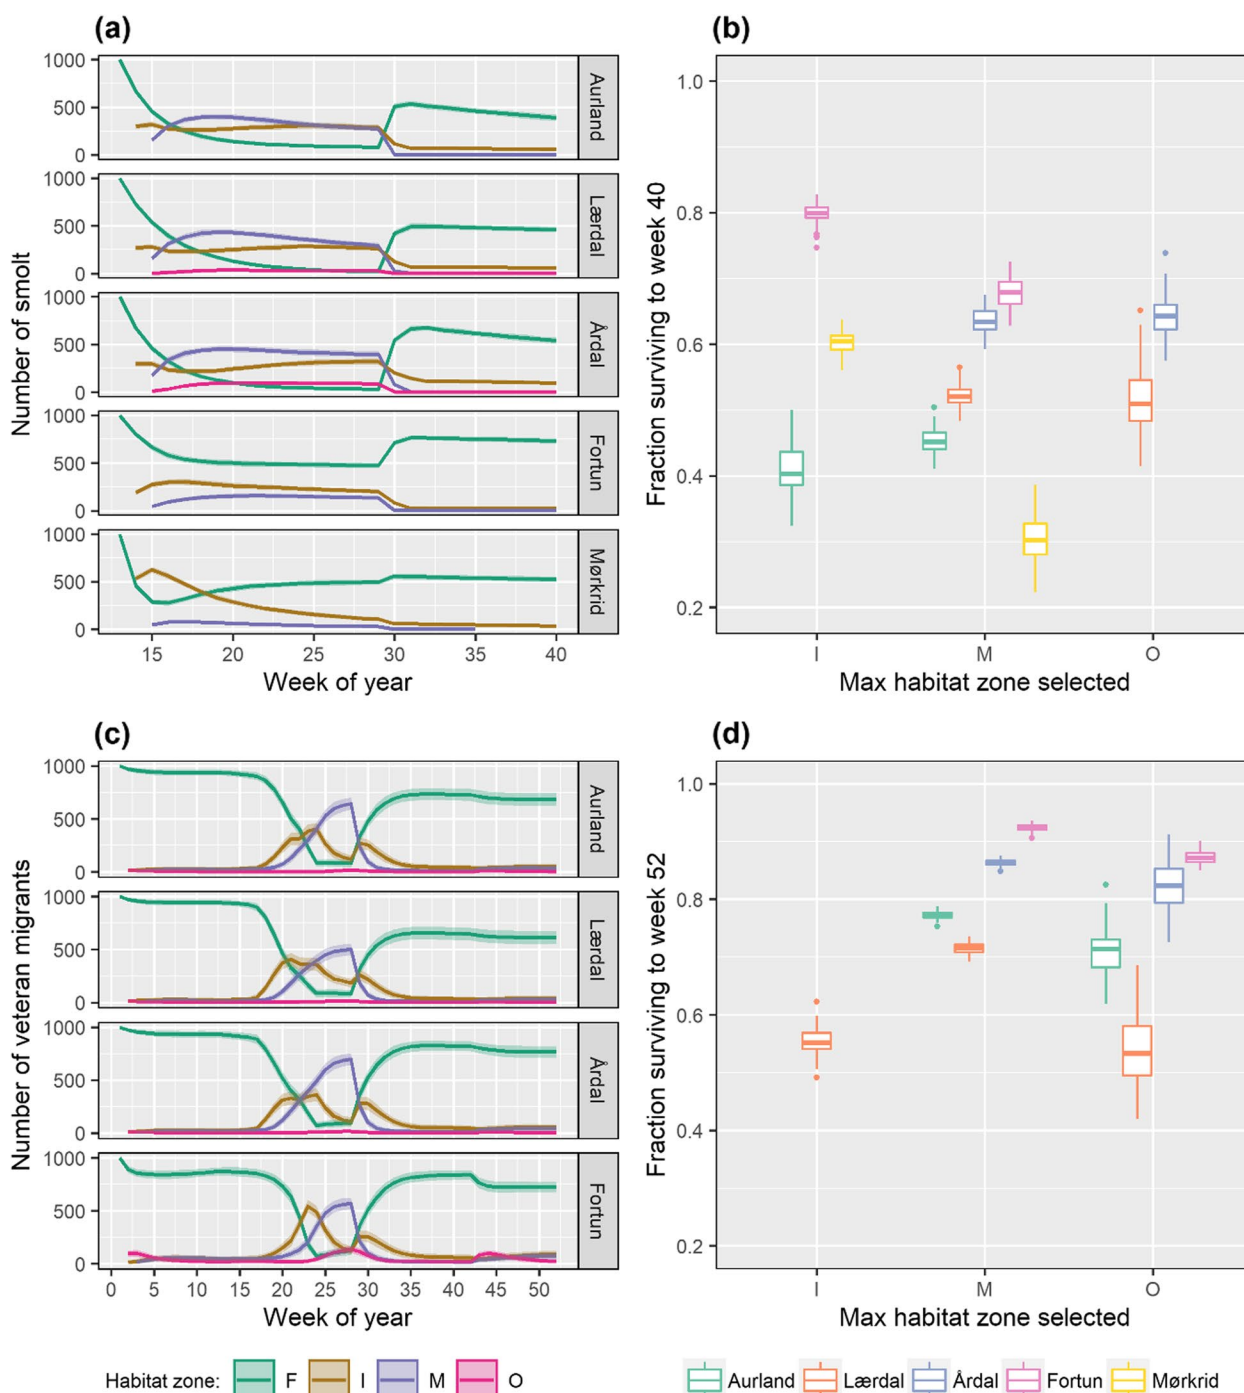 (a)
Number of smolt
1000
500
0
Aurland
1000
500
0
Lærdal
1000
500
0
Årdal
1000
500
0
Fortun
1000
500
0
Mørkrid
15 20 25 30 35 40
Week of year
(b)
Fraction surviving to week 40
1.0
0.8
0.6
0.4
0.2
I M O
Max habitat zone selected
(c)
Number of veteran migrants
1000
500
0
Aurland
1000
500
0
Lærdal
1000
500
0
Årdal
1000
500
0
Fortun
0 5 10 15 20 25 30 35 40 45 50
Week of year
(d)
Fraction surviving to week 52
1.0
0.8
0.6
0.4
0.2
I M O
Max habitat zone selected
Habitat zone: F I M O
Aurland Lærdal Årdal Fortun Mørkrid